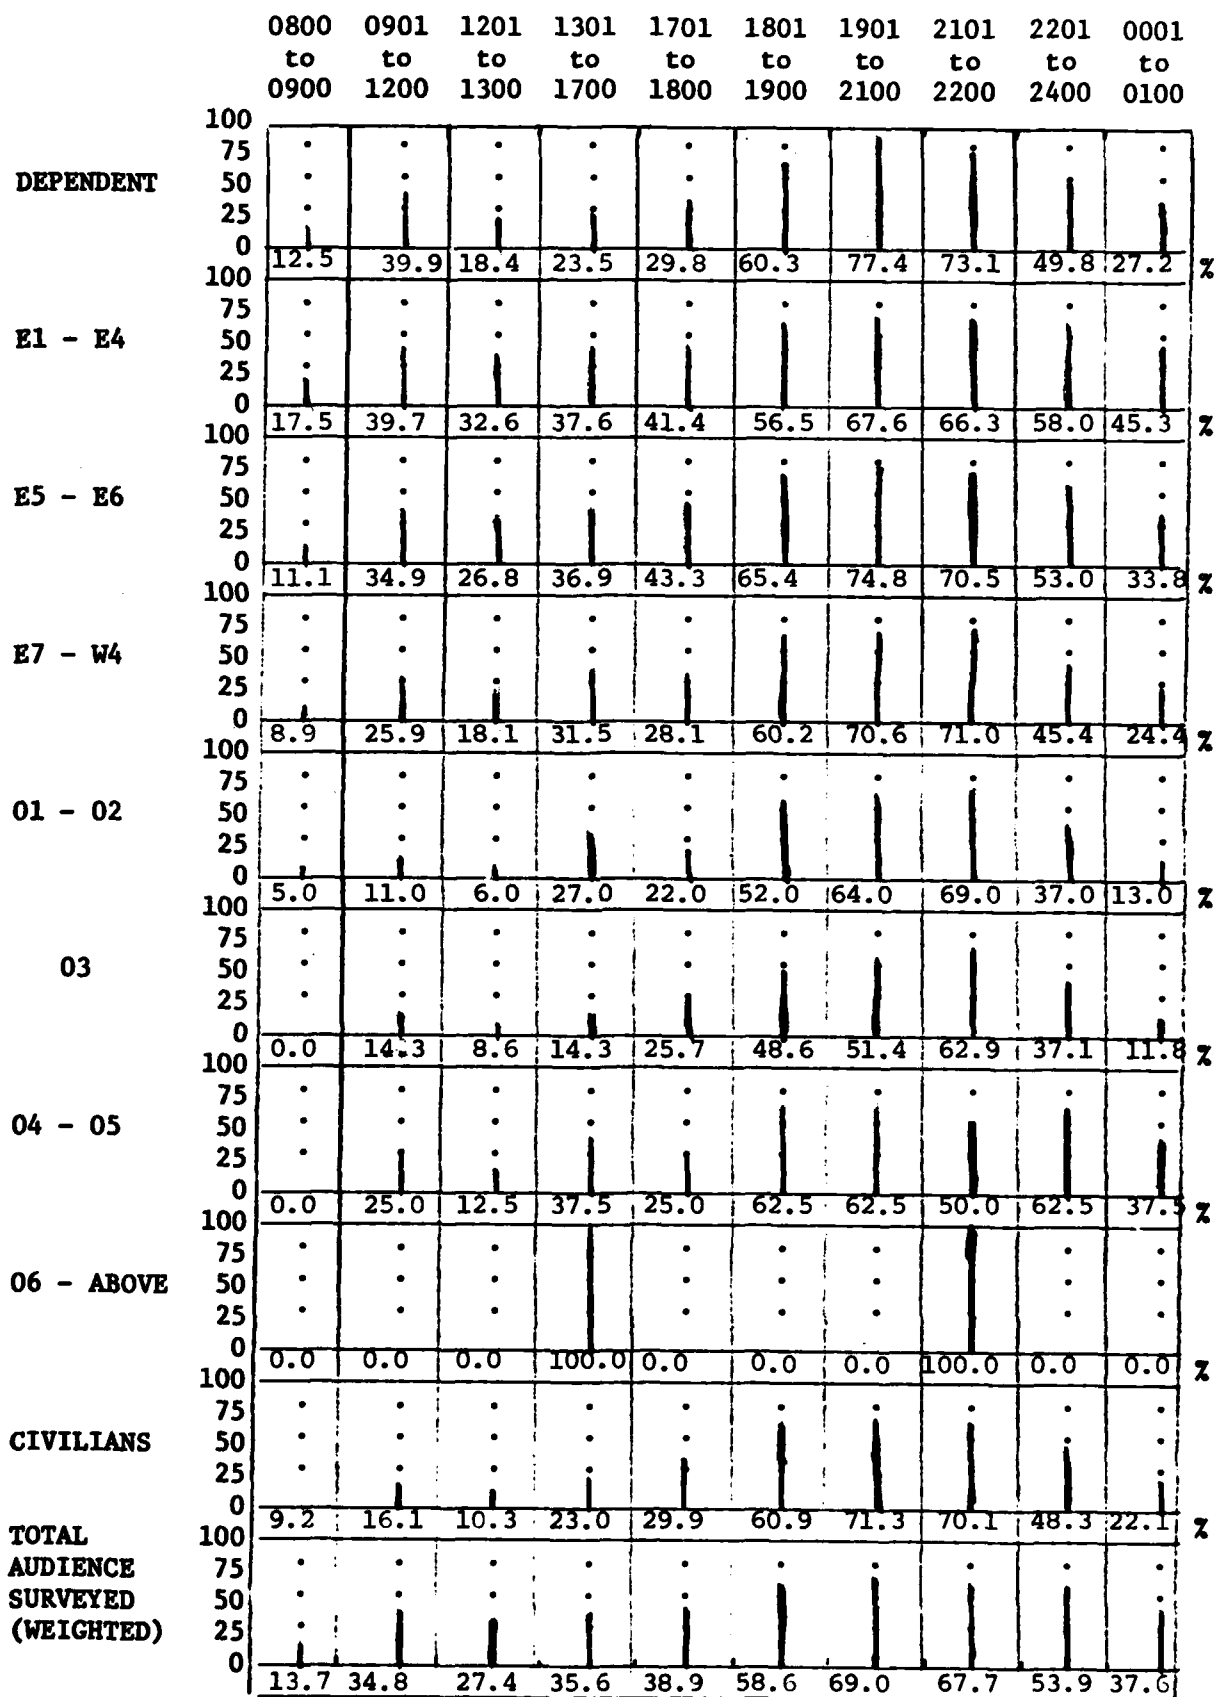 0800 0901 1201 1301 1701 1801 1901 2101 2201 0001
to to to to to to to to to to
0900 1200 1300 1700 1800 1900 2100 2200 2400 0100
100
75
DEPENDENT 50
25
0
12.5 39.9 18.4 23.5 29.8 60.3 77.4 73.1 49.8 27.2 %
100
75
E1 - E4 50
25
0
17.5 39.7 32.6 37.6 41.4 56.5 67.6 66.3 58.0 45.3 %
100
75
E5 - E6 50
25
0
11.1 34.9 26.8 36.9 43.3 65.4 74.8 70.5 53.0 33.8 %
100
75
E7 - W4 50
25
0
8.9 25.9 18.1 31.5 28.1 60.2 70.6 71.0 45.4 24.4 %
100
75
01 - 02 50
25
0
5.0 11.0 6.0 27.0 22.0 52.0 64.0 69.0 37.0 13.0 %
100
75
03 50
25
0
0.0 14.3 8.6 14.3 25.7 48.6 51.4 62.9 37.1 11.8 %
100
75
04 - 05 50
25
0
0.0 25.0 12.5 37.5 25.0 62.5 62.5 50.0 62.5 37.5 %
100
75
06 - ABOVE 50
25
0
0.0 0.0 0.0 100.0 0.0 0.0 0.0 100.0 0.0 0.0 %
100
75
CIVILIANS 50
25
0
9.2 16.1 10.3 23.0 29.9 60.9 71.3 70.1 48.3 22.1 %
TOTAL 100
AUDIENCE 75
SURVEYED 50
(WEIGHTED) 25
0
13.7 34.8 27.4 35.6 38.9 58.6 69.0 67.7 53.9 37.6